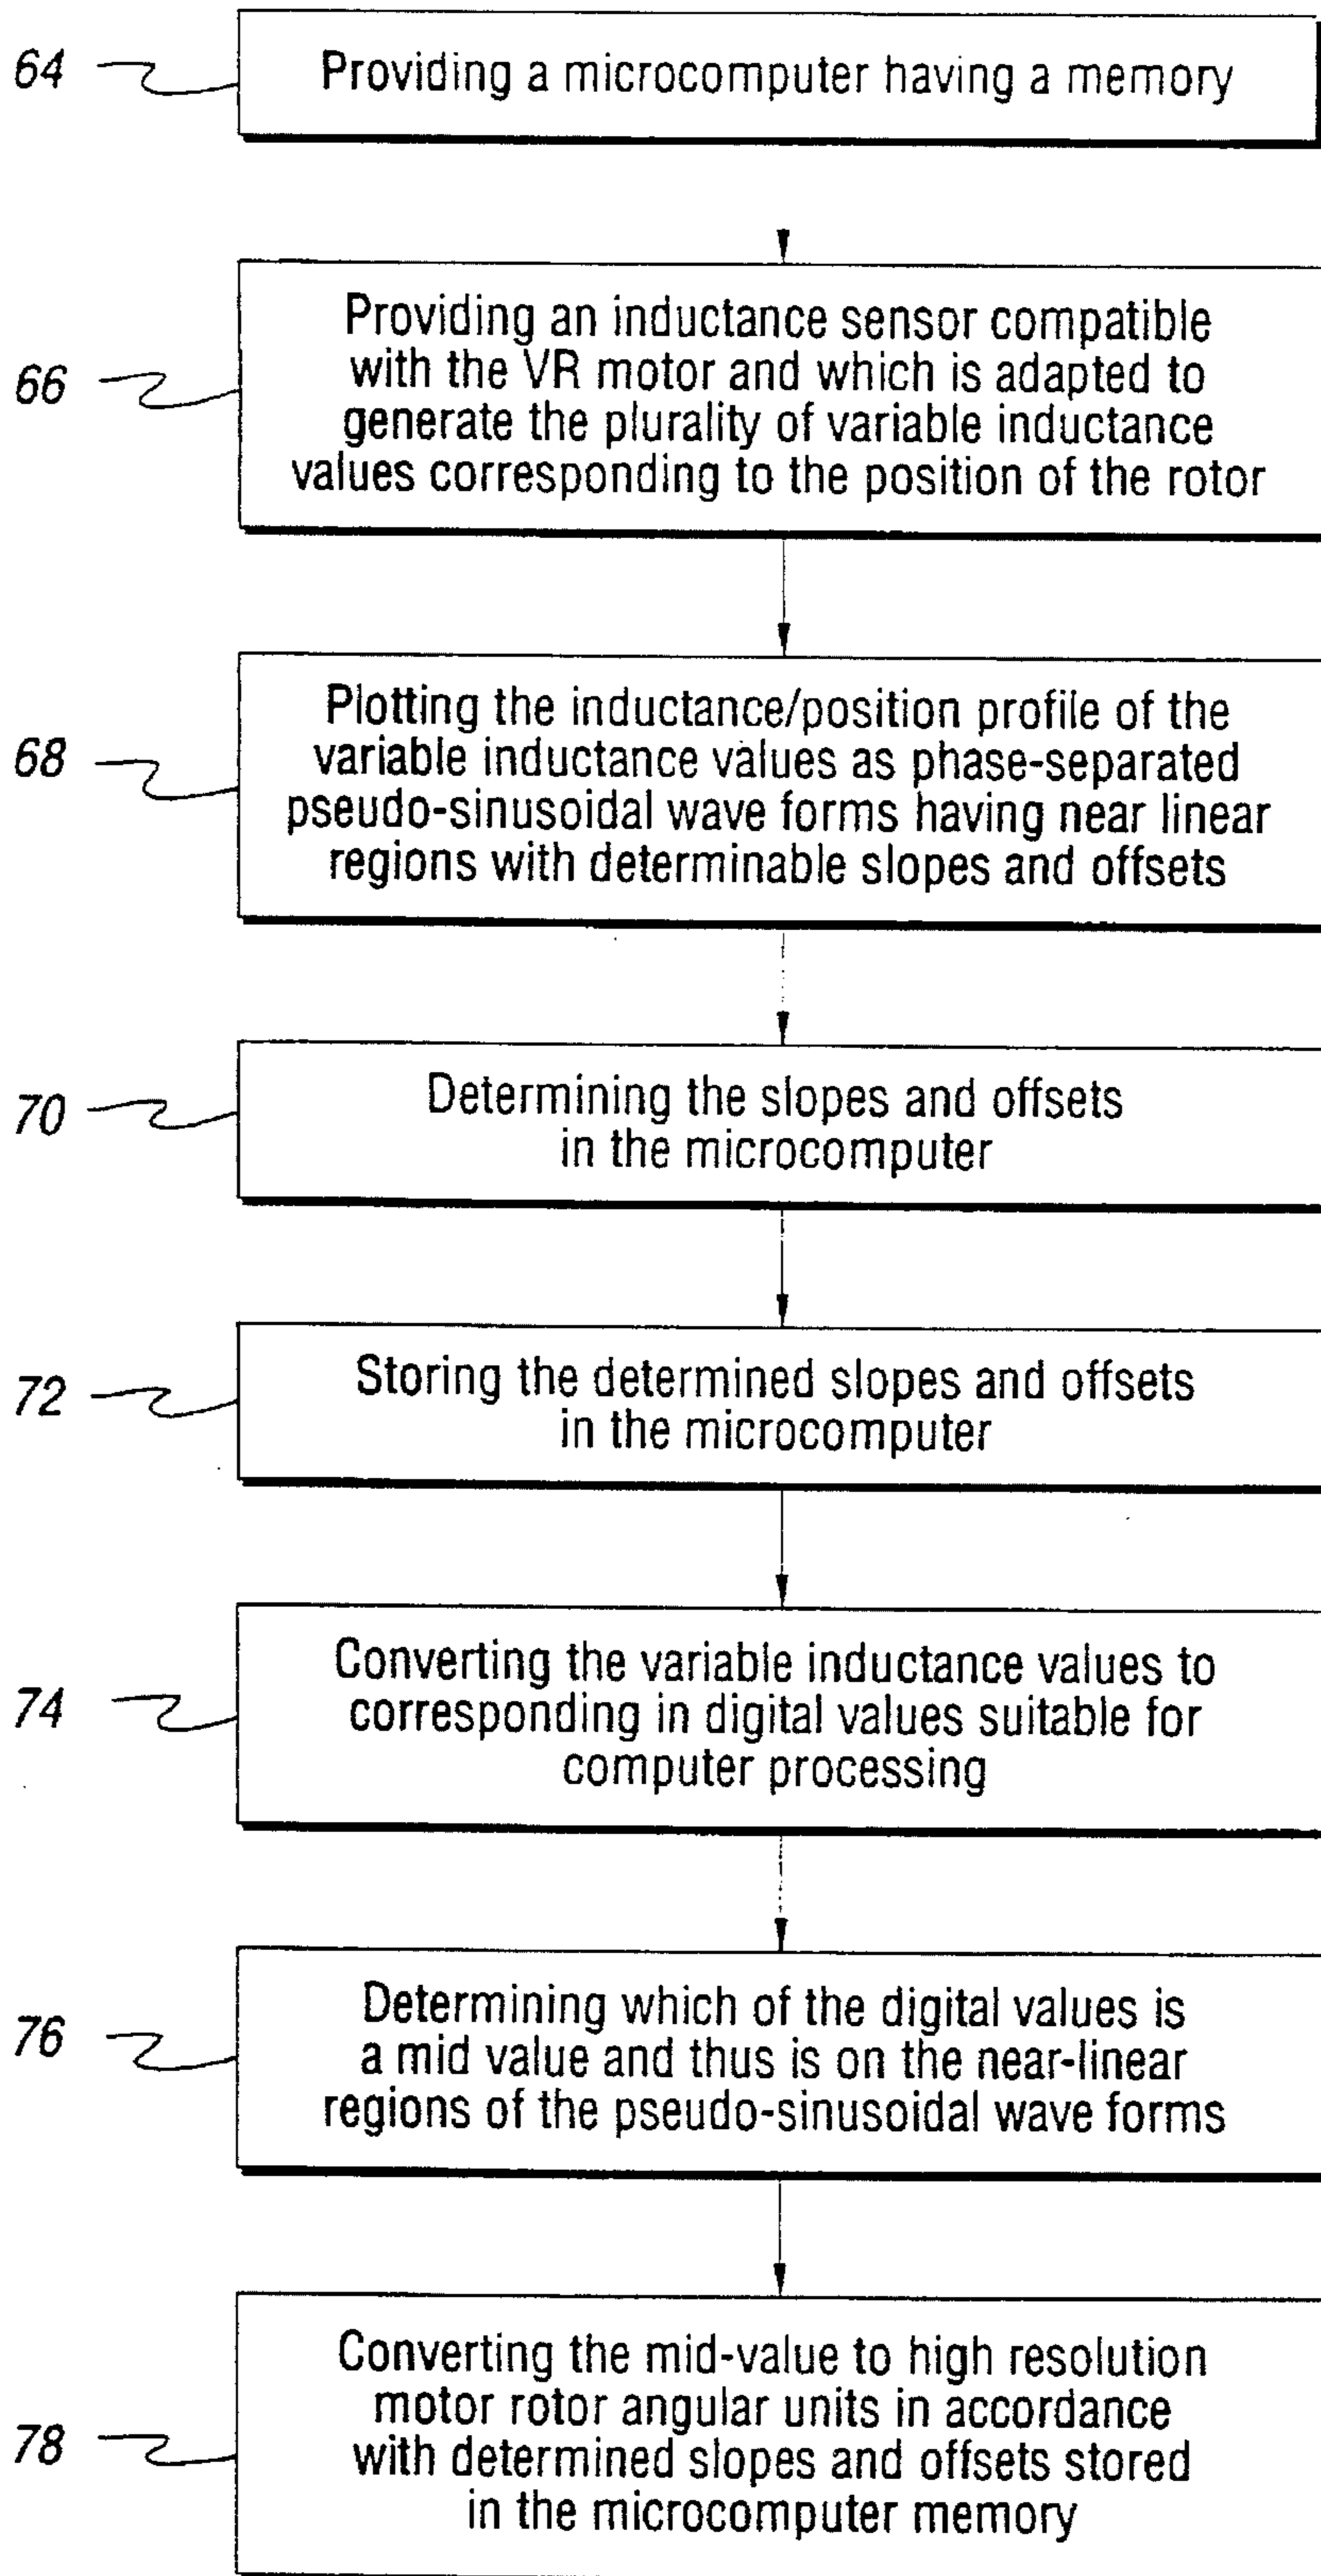 64
Providing a microcomputer having a memory
66
Providing an inductance sensor compatible
with the VR motor and which is adapted to
generate the plurality of variable inductance
values corresponding to the position of the rotor
68
Plotting the inductance/position profile of the
variable inductance values as phase-separated
pseudo-sinusoidal wave forms having near linear
regions with determinable slopes and offsets
70
Determining the slopes and offsets
in the microcomputer
72
Storing the determined slopes and offsets
in the microcomputer
74
Converting the variable inductance values to
corresponding in digital values suitable for
computer processing
76
Determining which of the digital values is
a mid value and thus is on the near-linear
regions of the pseudo-sinusoidal wave forms
78
Converting the mid-value to high resolution
motor rotor angular units in accordance
with determined slopes and offsets stored
in the microcomputer memory